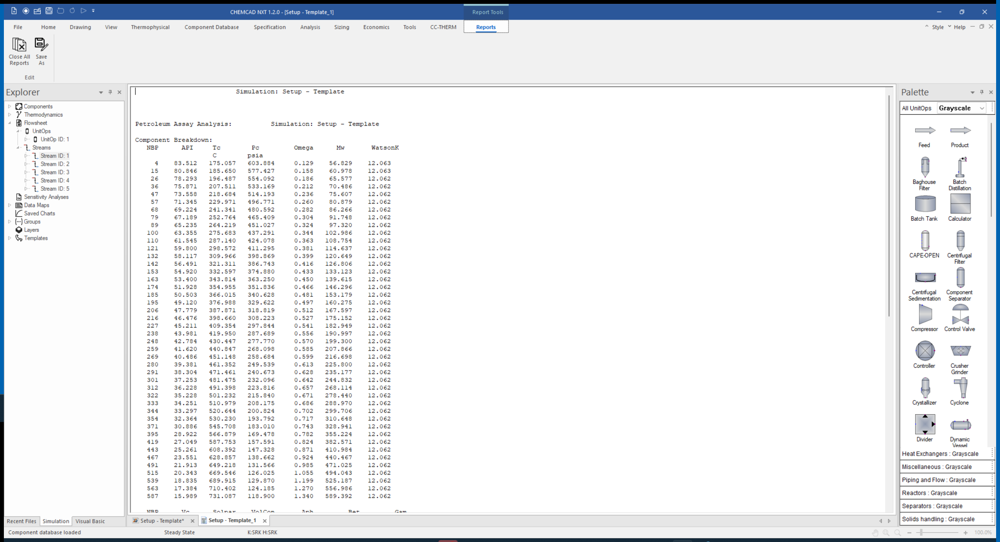 CHEMCAD NXT 1.2.0 - [Setup - Template_1]
Report Tools
File Home Drawing View Thermophysical Component Database Specification Analysis Sizing Economics Tools CC-THERM Reports Style Help
Close All Reports
Save As
Edit
Explorer
Components
Thermodynamics
Flowsheet
UnitOps
UnitOp ID: 1
Streams
Stream ID: 1
Stream ID: 2
Stream ID: 3
Stream ID: 4
Stream ID: 5
Sensitivity Analyses
Data Maps
Saved Charts
Groups
Layers
Templates
Recent Files Simulation Visual Basic
Simulation: Setup - Template
Petroleum Assay Analysis: Simulation: Setup - Template
Component Breakdown:
NBP API Tc Pc Omega Mw WatsonK
C psia
4 83.512 175.057 603.884 0.129 56.829 12.063
15 80.846 185.650 577.427 0.158 60.978 12.063
26 78.293 196.487 554.092 0.186 65.577 12.062
36 75.871 207.511 533.169 0.212 70.486 12.062
47 73.558 218.684 514.193 0.236 75.607 12.062
57 71.345 229.971 496.771 0.260 80.879 12.062
68 69.224 241.341 480.592 0.282 86.266 12.062
79 67.189 252.764 465.409 0.304 91.748 12.062
89 65.235 264.219 451.027 0.324 97.320 12.062
100 63.355 275.683 437.291 0.344 102.986 12.062
110 61.545 287.140 424.078 0.363 108.754 12.062
121 59.800 298.572 411.295 0.381 114.637 12.062
132 58.117 309.966 398.869 0.399 120.649 12.062
142 56.491 321.311 386.743 0.416 126.806 12.062
153 54.920 332.597 374.880 0.433 133.123 12.062
163 53.400 343.814 363.250 0.450 139.615 12.062
174 51.928 354.955 351.836 0.466 146.296 12.062
185 50.503 366.015 340.628 0.481 153.179 12.062
195 49.120 376.988 329.622 0.497 160.275 12.062
206 47.779 387.871 318.819 0.512 167.597 12.062
216 46.476 398.660 308.223 0.527 175.152 12.062
227 45.211 409.354 297.844 0.541 182.949 12.062
238 43.981 419.950 287.689 0.556 190.997 12.062
248 42.784 430.447 277.770 0.570 199.300 12.062
259 41.620 440.847 268.098 0.585 207.866 12.062
269 40.486 451.148 258.684 0.599 216.698 12.062
280 39.381 461.352 249.539 0.613 225.800 12.062
291 38.304 471.461 240.673 0.628 235.177 12.062
301 37.253 481.475 232.096 0.642 244.832 12.062
312 36.228 491.398 223.816 0.657 268.114 12.062
322 35.228 501.232 215.840 0.671 278.440 12.062
333 34.251 510.979 208.175 0.686 288.970 12.062
344 33.297 520.644 200.824 0.702 299.706 12.062
354 32.364 530.230 193.792 0.717 310.648 12.062
371 30.886 545.708 183.010 0.743 328.941 12.062
395 28.922 566.879 169.478 0.782 355.224 12.062
419 27.049 587.753 157.591 0.824 382.571 12.062
443 25.261 608.392 147.328 0.871 410.984 12.062
467 23.551 628.857 138.662 0.924 440.467 12.062
491 21.913 649.218 131.566 0.985 471.025 12.062
515 20.343 669.546 126.025 1.055 494.043 12.062
539 18.835 689.915 129.870 1.199 525.187 12.062
563 17.384 710.402 124.185 1.270 556.986 12.062
587 15.989 731.087 118.900 1.340 589.392 12.062
NBP Vc Solpar VolCon Aph Bet Gam
Setup - Template* Setup - Template_1
Palette
All UnitOps Grayscale
Feed Product
Baghouse Filter
Batch Distillation
Batch Tank Calculator
CAPE-OPEN
Centrifugal Filter
Centrifugal Sedimentation
Component Separator
Compressor Control Valve
Controller
Crusher Grinder
Crystallizer Cyclone
Divider
Dynamic Vessel
Heat Exchangers : Grayscale
Miscellaneous : Grayscale
Piping and Flow : Grayscale
Reactors : Grayscale
Separators : Grayscale
Solids handling : Grayscale
Component database loaded Steady State K:SRK H:SRK 100.0%